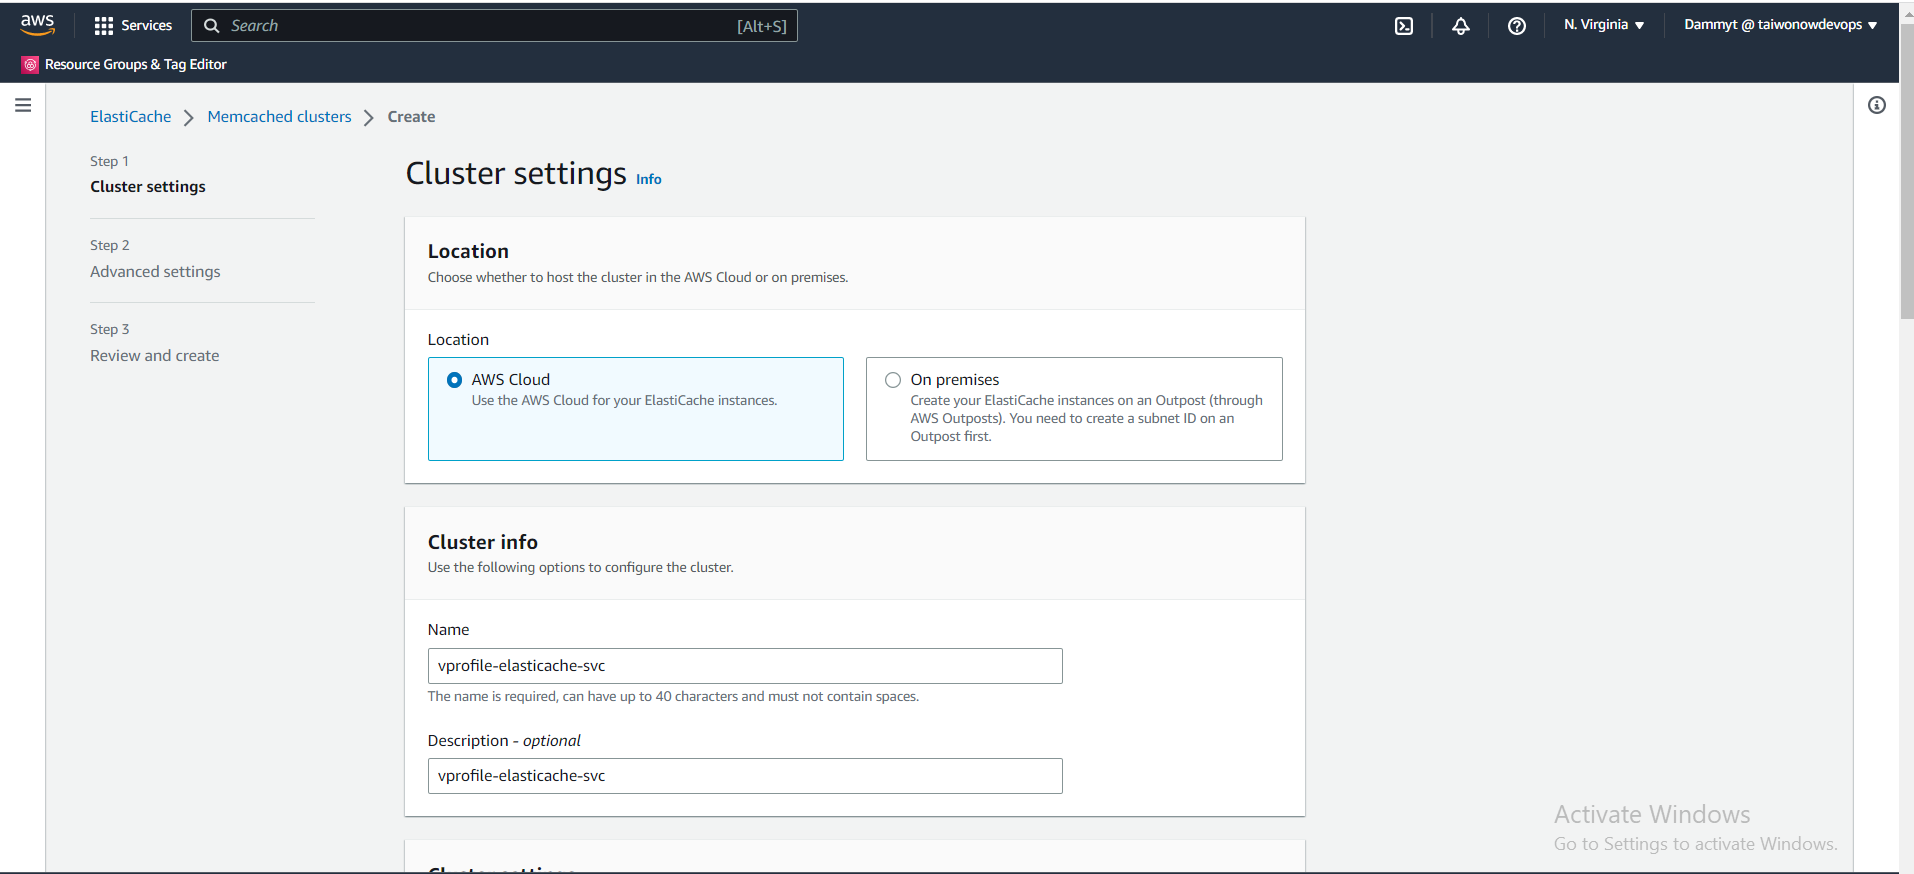 aws
Services
Search
[Alt+S]
N. Virginia
Dammyt @ taiwonowdevops
Resource Groups & Tag Editor
ElastiCache
Memcached clusters
Create
Step 1
Cluster settings
Step 2
Advanced settings
Step 3
Review and create
Cluster settings Info
Location
Choose whether to host the cluster in the AWS Cloud or on premises.
Location
AWS Cloud
Use the AWS Cloud for your ElastiCache instances.
On premises
Create your ElastiCache instances on an Outpost (through
AWS Outposts). You need to create a subnet ID on an
Outpost first.
Cluster info
Use the following options to configure the cluster.
Name
vprofile-elasticache-svc
The name is required, can have up to 40 characters and must not contain spaces.
Description - optional
vprofile-elasticache-svc
Cluster settings
Activate Windows
Go to Settings to activate Windows.